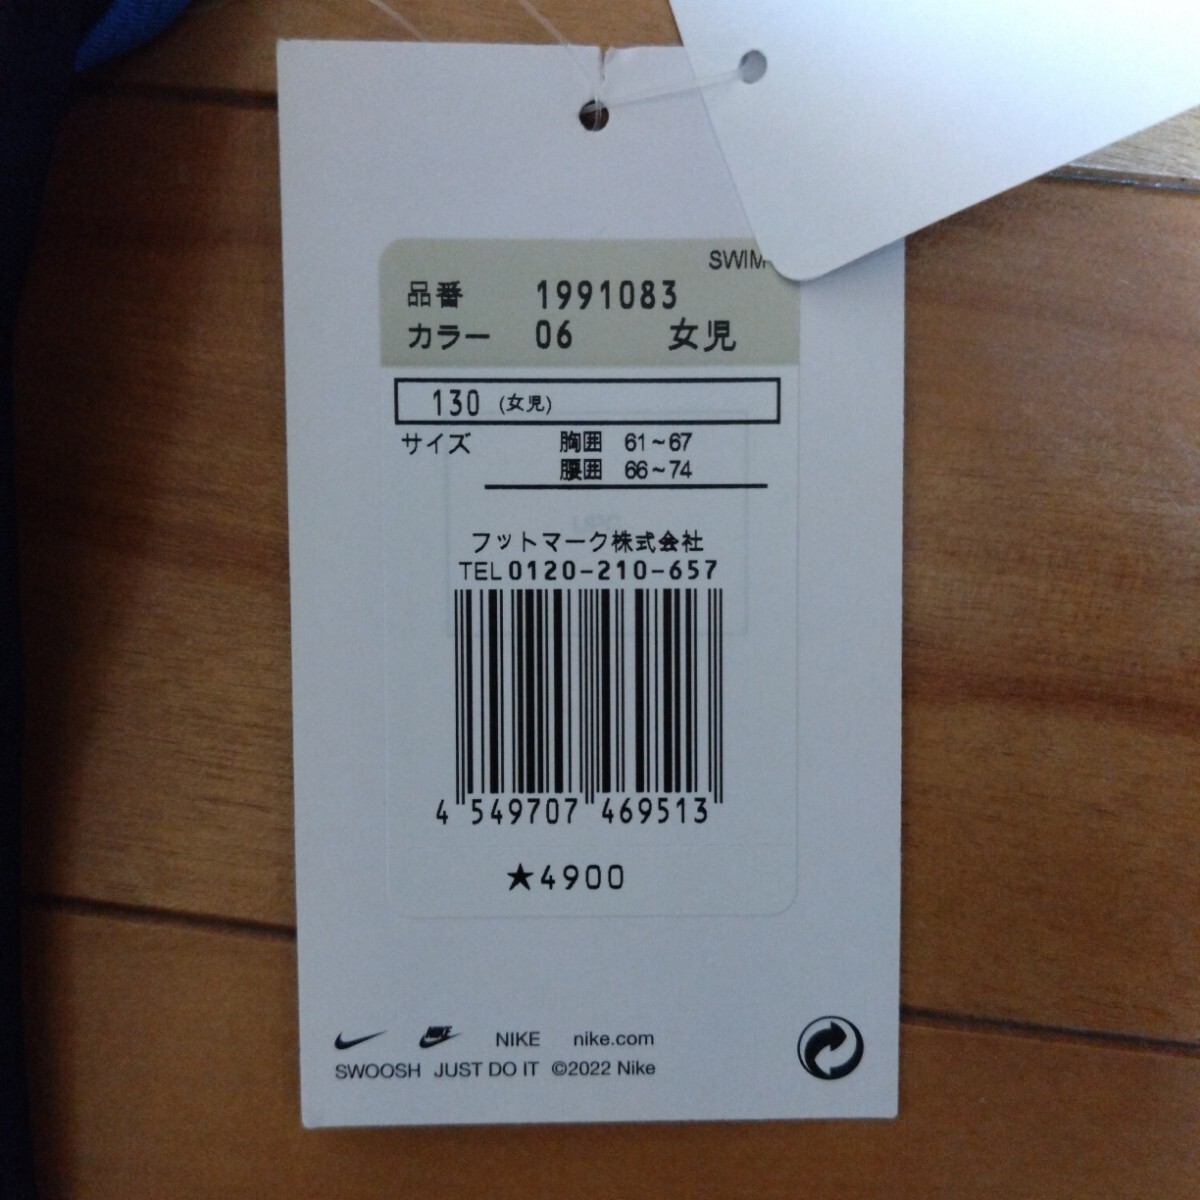 SWIM
品番 1991083
カラー 06 女児
130 (女児)
サイズ 胸囲 61~67
腰囲 66~74
フットマーク株式会社
TEL 0120-210-657
4 549707 469513
★4900
NIKE NIKE nike.com
SWOOSH JUST DO IT ©2022 Nike